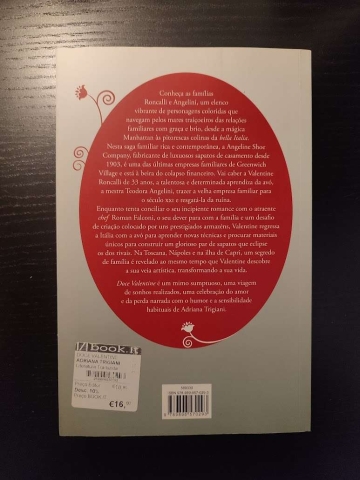 Conheça as famílias
Roncalli e Angelini, um elenco
vibrante de personagens coloridas que
navegam pelos mares traiçoeiros das relações
familiares com graça e brio, desde a mágica
Manhattan às pitorescas colinas da bella Italia.
Nesta saga familiar rica e contemporânea, a Angelini Shoe
Company, fabricante de luxuosos sapatos de casamento desde
1903, é uma das últimas empresas familiares de Greenwich
Village e está à beira do colapso financeiro. Vai caber a Valentine
Roncalli de 33 anos, talentosa e determinada aprendiza da avó,
a mestra Teodora Angelini, trazer a velha empresa familiar para
o século XXI e resgatá-la da ruína.
Enquanto tenta conciliar o seu incipiente romance com o atraente
chef Roman Falconi, o seu dever para com a família e um desafio
de criação colocado por um prestigiados armazéns, Valentine regressa
a Itália com a avó para aprender novas técnicas e procurar materiais
únicos para construir um glorioso par de sapatos que eclipse
os dos rivais. Na Toscana, Nápoles e na ilha de Capri, um segredo
de família é revelado ao mesmo tempo que Valentine descobre
a sua veia artística, transformando a sua vida.
Doce Valentine é um mimo sumptuoso, uma viagem
de sonhos realizados, uma celebração do amor
e da perda narrada com o humor e a sensibilidade
habituais de Adriana Trigiani.
book.it
DOCE VALENTINE
ADRIANA TRIGIANI
€16,